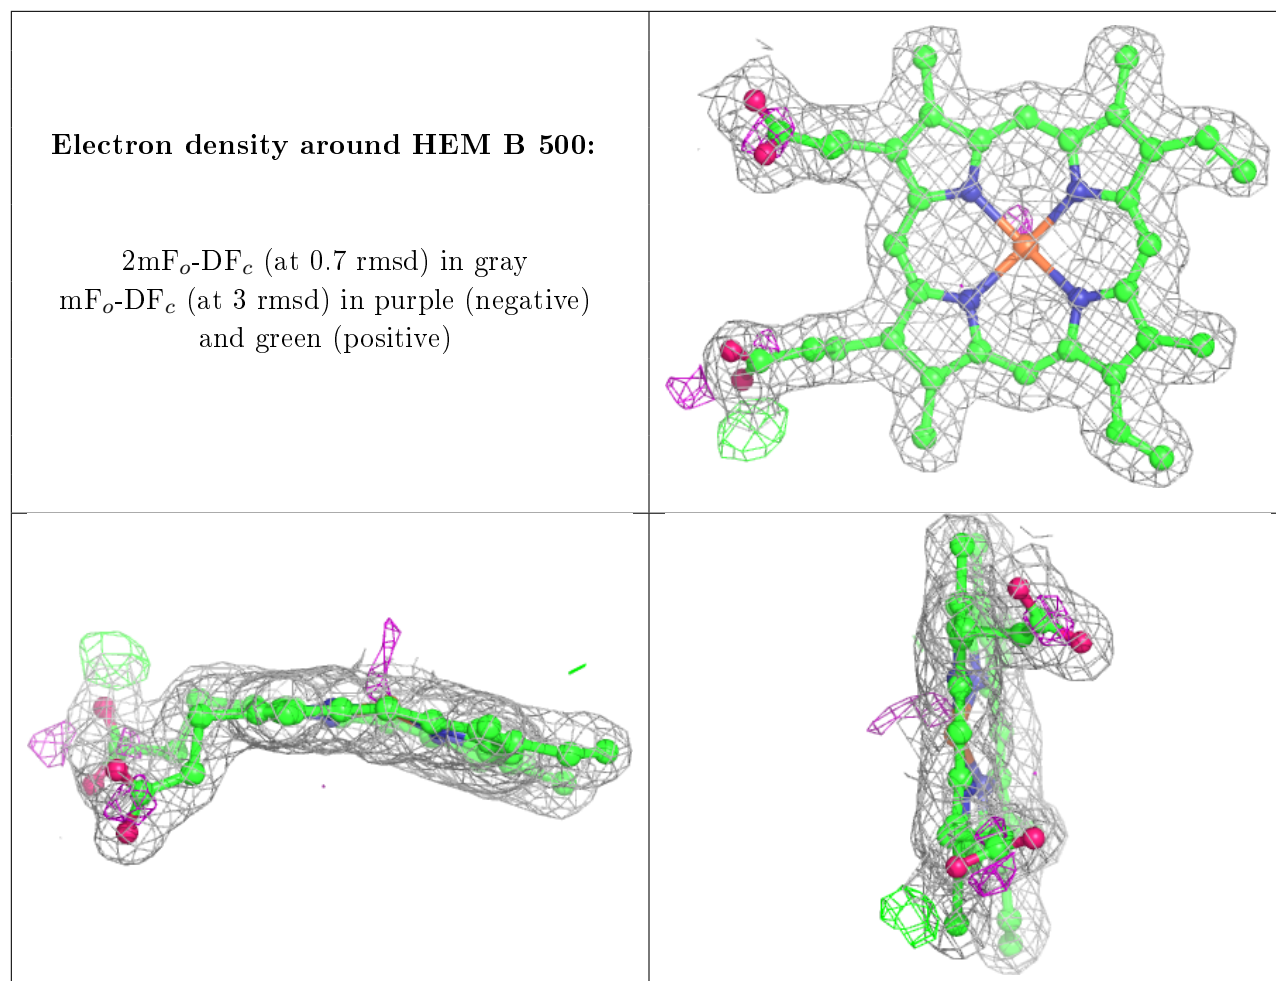 Electron density around HEM B 500:
2mFo-DFc (at 0.7 rmsd) in gray
mFo-DFc (at 3 rmsd) in purple (negative)
and green (positive)